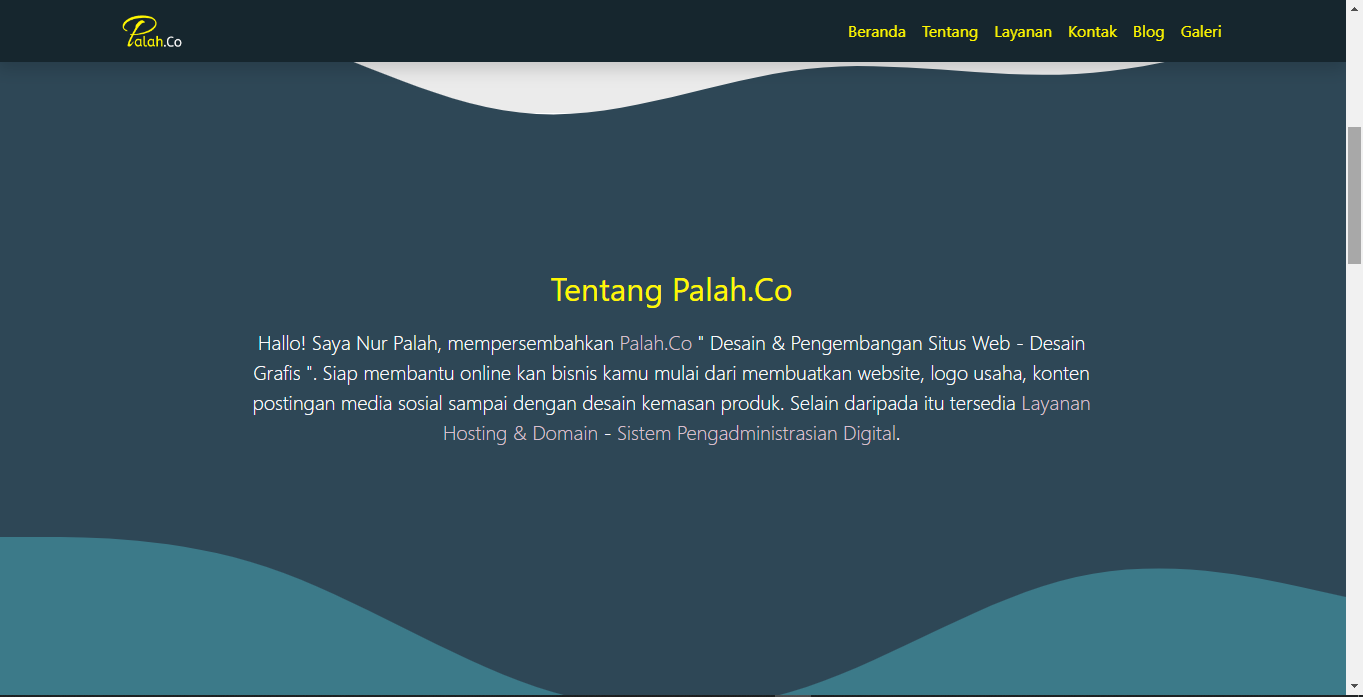 Palah.Co
Beranda Tentang Layanan Kontak Blog Galeri
Tentang Palah.Co
Hallo! Saya Nur Palah, mempersembahkan Palah.Co " Desain & Pengembangan Situs Web - Desain
Grafis ". Siap membantu online kan bisnis kamu mulai dari membuatkan website, logo usaha, konten
postingan media sosial sampai dengan desain kemasan produk. Selain daripada itu tersedia Layanan
Hosting & Domain - Sistem Pengadministrasian Digital.